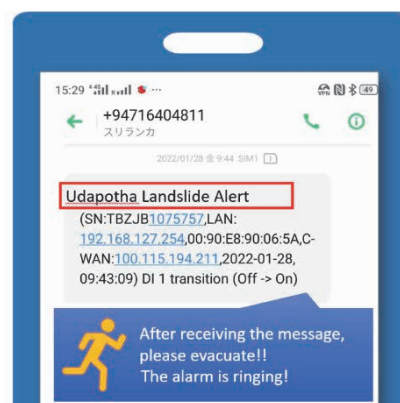 15:29
49
+94716404811
スリランカ
2022/01/28 金 9:44 SIM1 1
Udapotha Landslide Alert
(SN:TBZJB1075757,LAN:
192.168.127.254,00:90:E8:90:06:5A,C-
WAN:100.115.194.211,2022-01-28,
09:43:09) DI 1 transition (Off -> On)
After receiving the message,
please evacuate!!
The alarm is ringing!